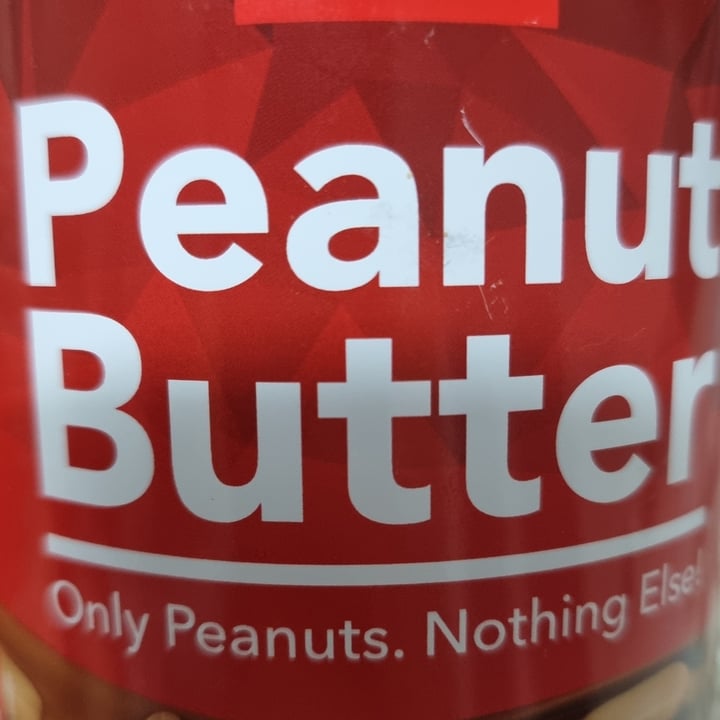 Peanut
Butter
Only Peanuts. Nothing Else!